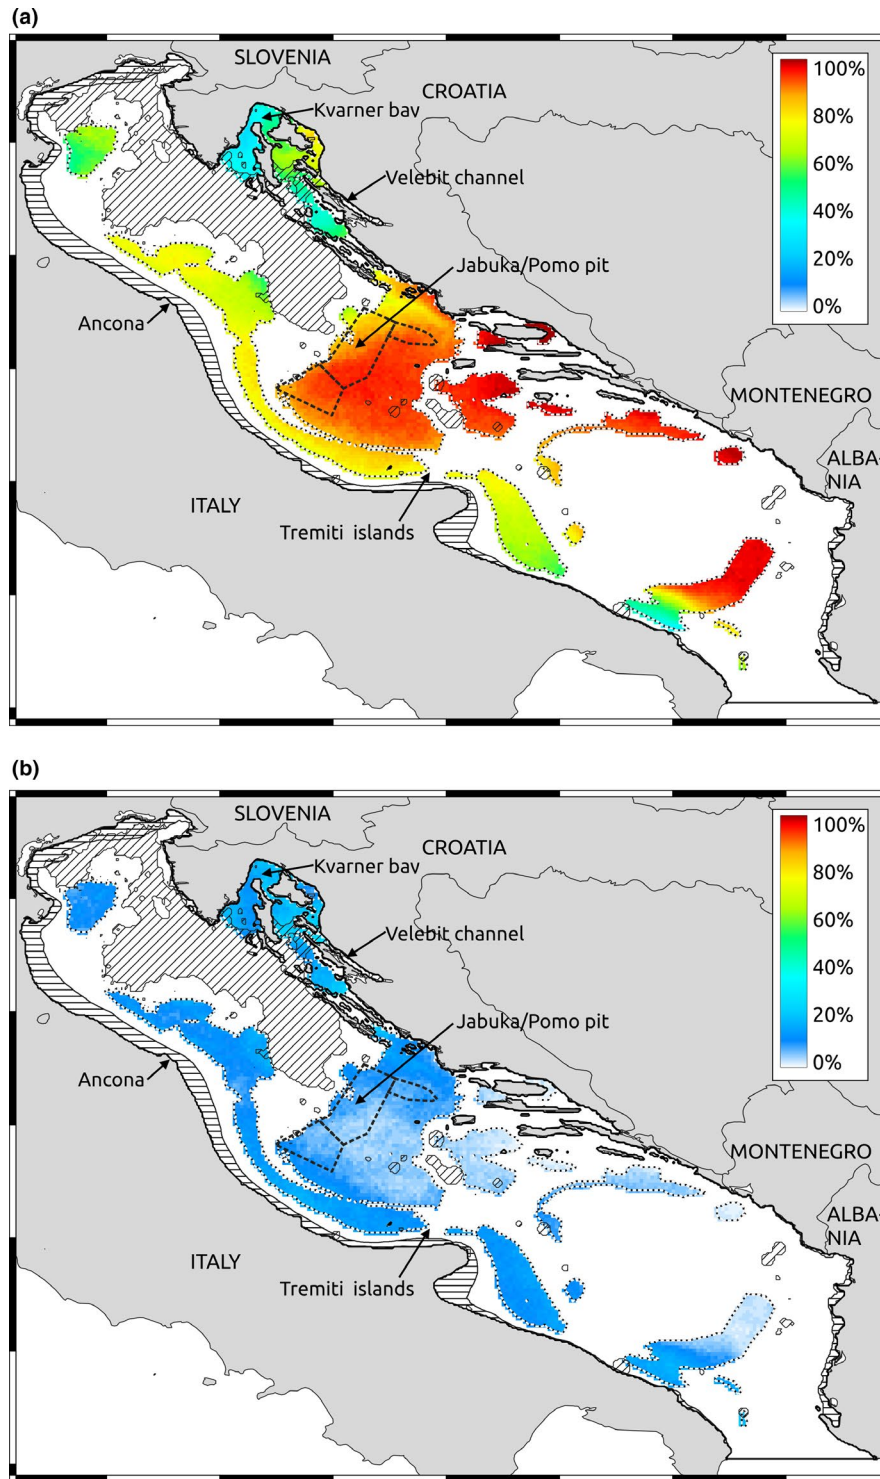 (a)
SLOVENIA
100%
CROATIA
Kvarner bav
80%
60%
Velebit channel
40%
20%
Jabuka/Pomo pit
0%
Ancona
MONTENEGRO
ALBA-
NIA
ITALY
Tremiti islands
(b)
SLOVENIA
100%
CROATIA
Kvarner bav
80%
60%
Velebit channel
40%
20%
Jabuka/Pomo pit
0%
Ancona
MONTENEGRO
ALBA-
NIA
ITALY
Tremiti islands